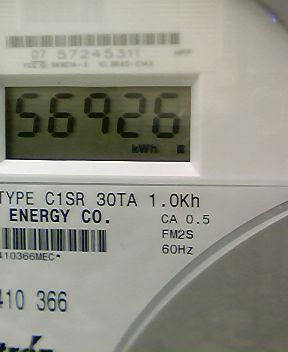 07 57245311
56926
kWh
TYPE C1SR 30TA 1.0Kh
ENERGY CO.
CA 0.5
FM2S
60Hz
410366MEC*
410 366